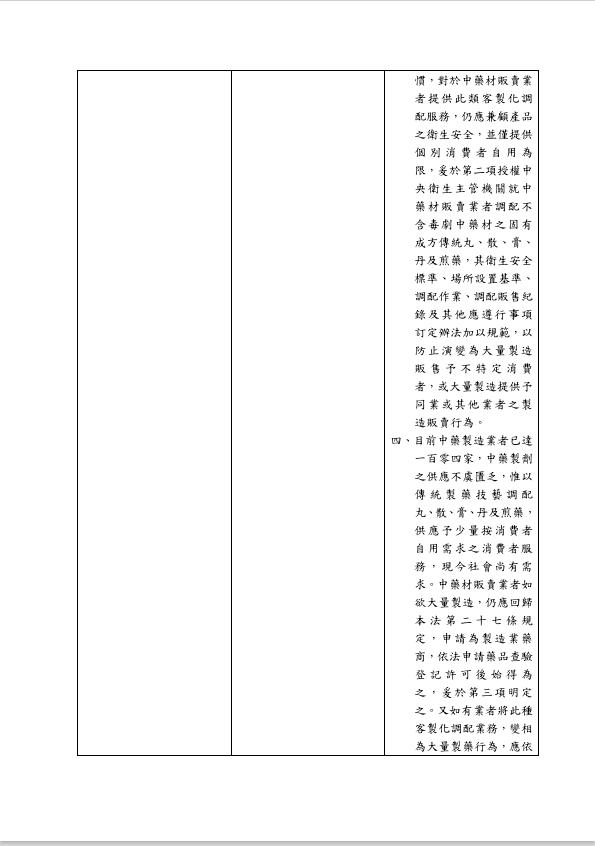 慣，對於中藥材販賣業
者提供此類客製化調
配服務，仍應兼顧產品
之衛生安全，並僅提供
個別消費者自用為
限，爰於第二項授權中
央衛生主管機關就中
藥材販賣業者調配不
含毒劇中藥材之固有
成方傳統丸、散、膏、
丹及煎藥，其衛生安全
標準、場所設置基準、
調配作業、調配販售紀
錄及其他應遵行事項
訂定辦法加以規範，以
防止演變為大量製造
販售予不特定消費
者，或大量製造提供予
同業或其他業者之製
造販賣行為。
四、目前中藥製造業者已達
一百零四家，中藥製劑
之供應不虞匱乏，惟以
傳統製藥技藝調配
丸、散、膏、丹及煎藥，
供應予少量按消費者
自用需求之消費者服
務，現今社會尚有需
求。中藥材販賣業者如
欲大量製造，仍應回歸
本法第二十七條規
定，申請為製造業藥
商，依法申請藥品查驗
登記許可後始得為
之，爰於第三項明定
之。又如有業者將此種
客製化調配業務，變相
為大量製藥行為，應依